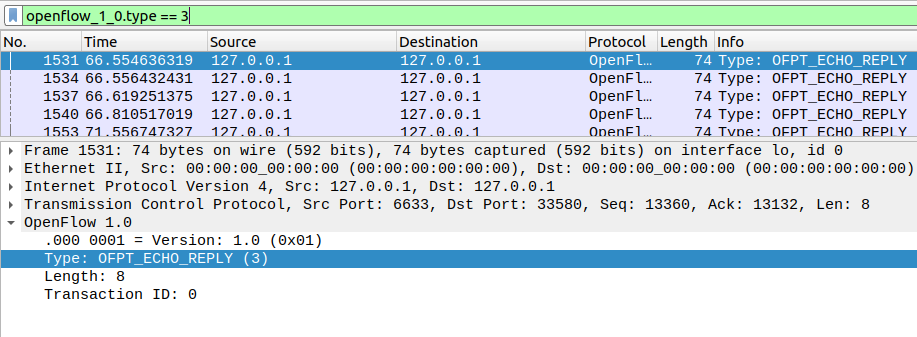 openflow_1_0.type == 3
No. Time Source Destination Protocol Length Info
1531 66.554636319 127.0.0.1 127.0.0.1 OpenFl… 74 Type: OFPT_ECHO_REPLY
1534 66.556432431 127.0.0.1 127.0.0.1 OpenFl… 74 Type: OFPT_ECHO_REPLY
1537 66.619251375 127.0.0.1 127.0.0.1 OpenFl… 74 Type: OFPT_ECHO_REPLY
1540 66.810517019 127.0.0.1 127.0.0.1 OpenFl… 74 Type: OFPT_ECHO_REPLY
1553 71.556747327 127.0.0.1 127.0.0.1 OpenFl… 74 Type: OFPT_ECHO_REPLY
Frame 1531: 74 bytes on wire (592 bits), 74 bytes captured (592 bits) on interface lo, id 0
Ethernet II, Src: 00:00:00_00:00:00 (00:00:00:00:00:00), Dst: 00:00:00_00:00:00 (00:00:00:00:00:00)
Internet Protocol Version 4, Src: 127.0.0.1, Dst: 127.0.0.1
Transmission Control Protocol, Src Port: 6633, Dst Port: 33580, Seq: 13360, Ack: 13132, Len: 8
OpenFlow 1.0
.000 0001 = Version: 1.0 (0x01)
Type: OFPT_ECHO_REPLY (3)
Length: 8
Transaction ID: 0